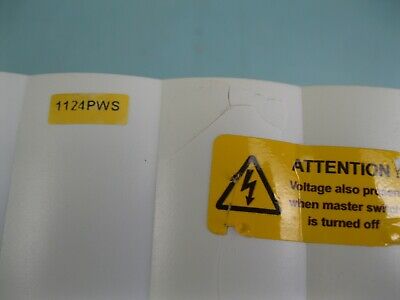 1124PWS
ATTENTION
Voltage also
when master
is turned off